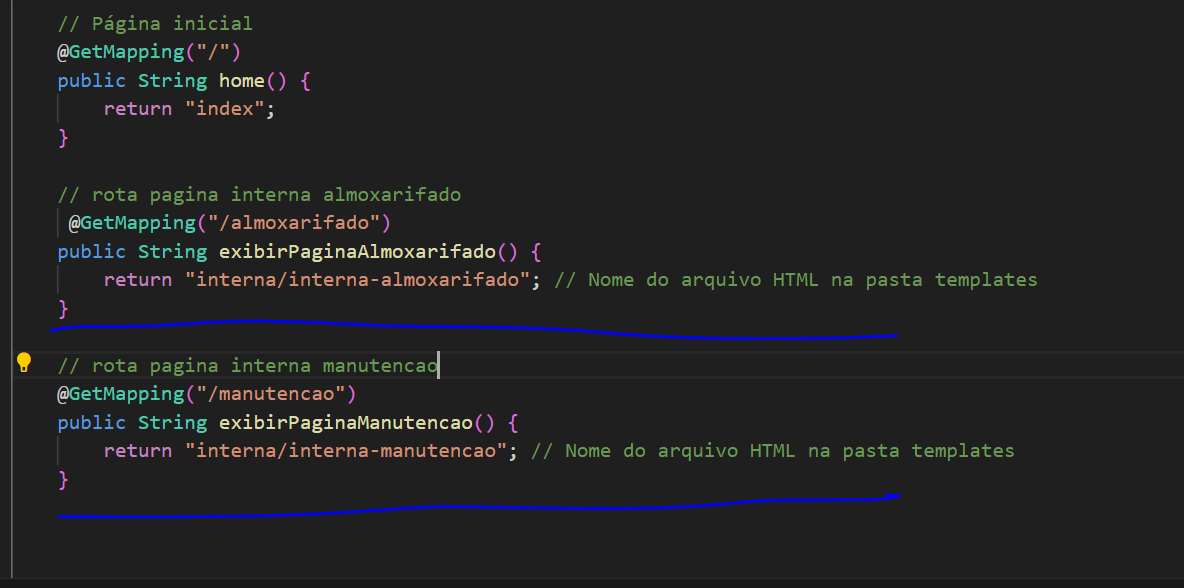 // Página inicial
@GetMapping("/")
public String home() {
return "index";
}
// rota pagina interna almoxarifado
@GetMapping("/almoxarifado")
public String exibirPaginaAlmoxarifado() {
return "interna/interna-almoxarifado"; // Nome do arquivo HTML na pasta templates
}
// rota pagina interna manutencao
@GetMapping("/manutencao")
public String exibirPaginaManutencao() {
return "interna/interna-manutencao"; // Nome do arquivo HTML na pasta templates
}